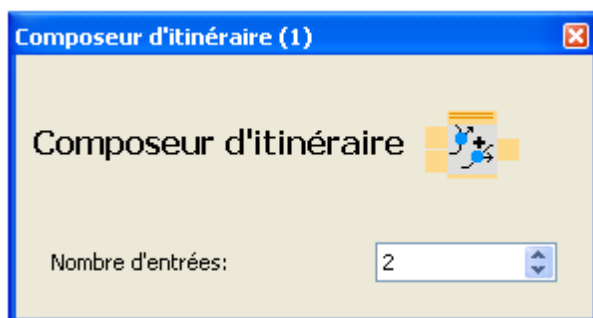 Composeur d'itinéraire (1)
Composeur d'itinéraire
Nombre d'entrées: 2